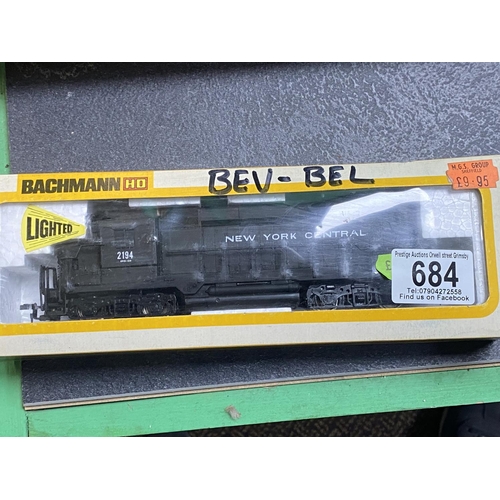 BACHMANN HO
BEV-BEL
M.G.S. GROUP
SHEFFIELD
£9.95
LIGHTED
2194
NEW YORK CENTRAL
£
Prestige Auctions Orwell street Grimsby
684
Tel:07904272558
Find us on Facebook